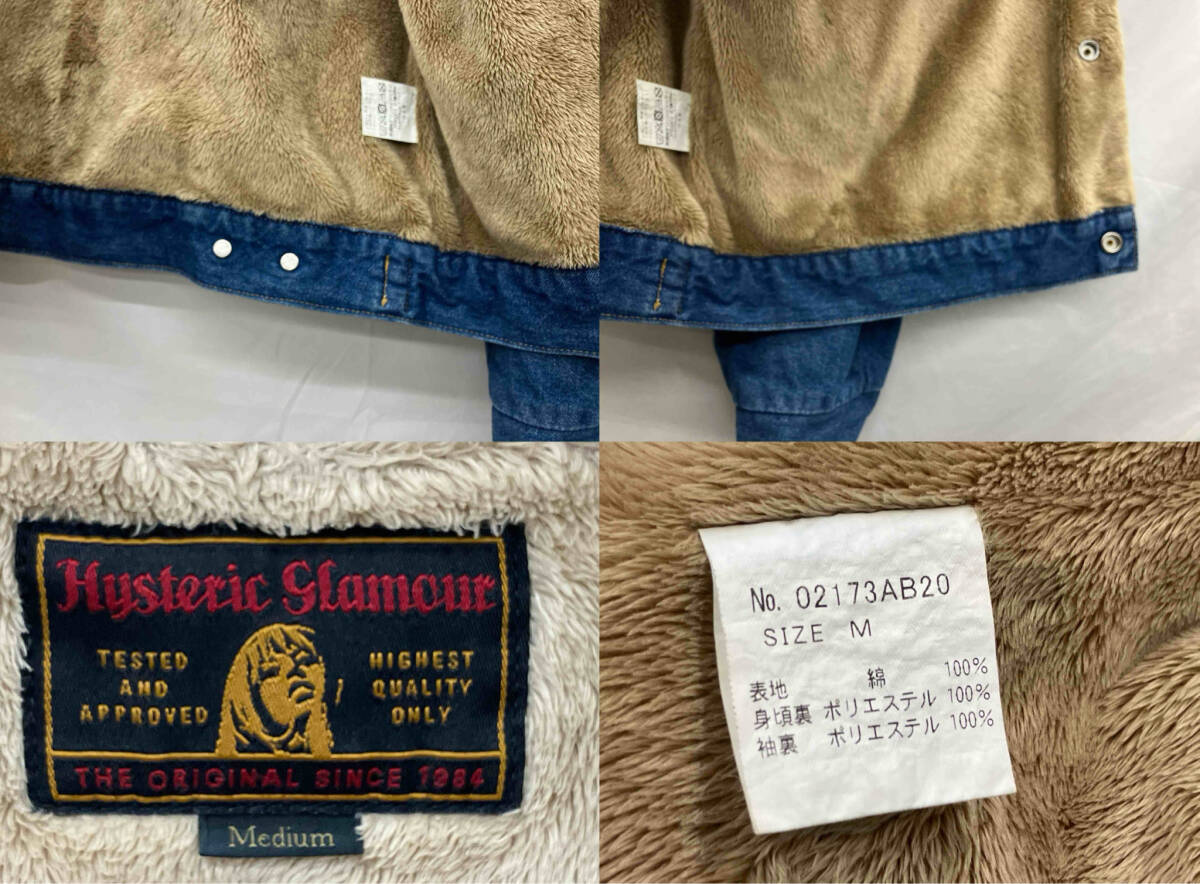 Hysteric Glamour
TESTED
AND
APPROVED
HIGHEST
QUALITY
ONLY
THE ORIGINAL SINCE 1984
Medium
No. 02173AB20
SIZE M
表地 綿 100%
身頃裏 ポリエステル 100%
袖裏 ポリエステル 100%